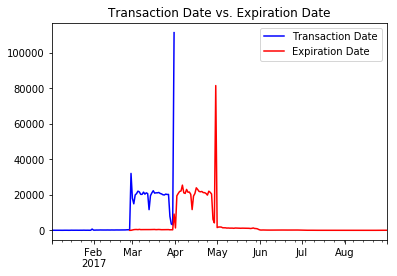 Transaction Date vs. Expiration Date
Transaction Date
Expiration Date
100000
80000
60000
40000
20000
0
Feb Mar Apr May Jun Jul Aug
2017